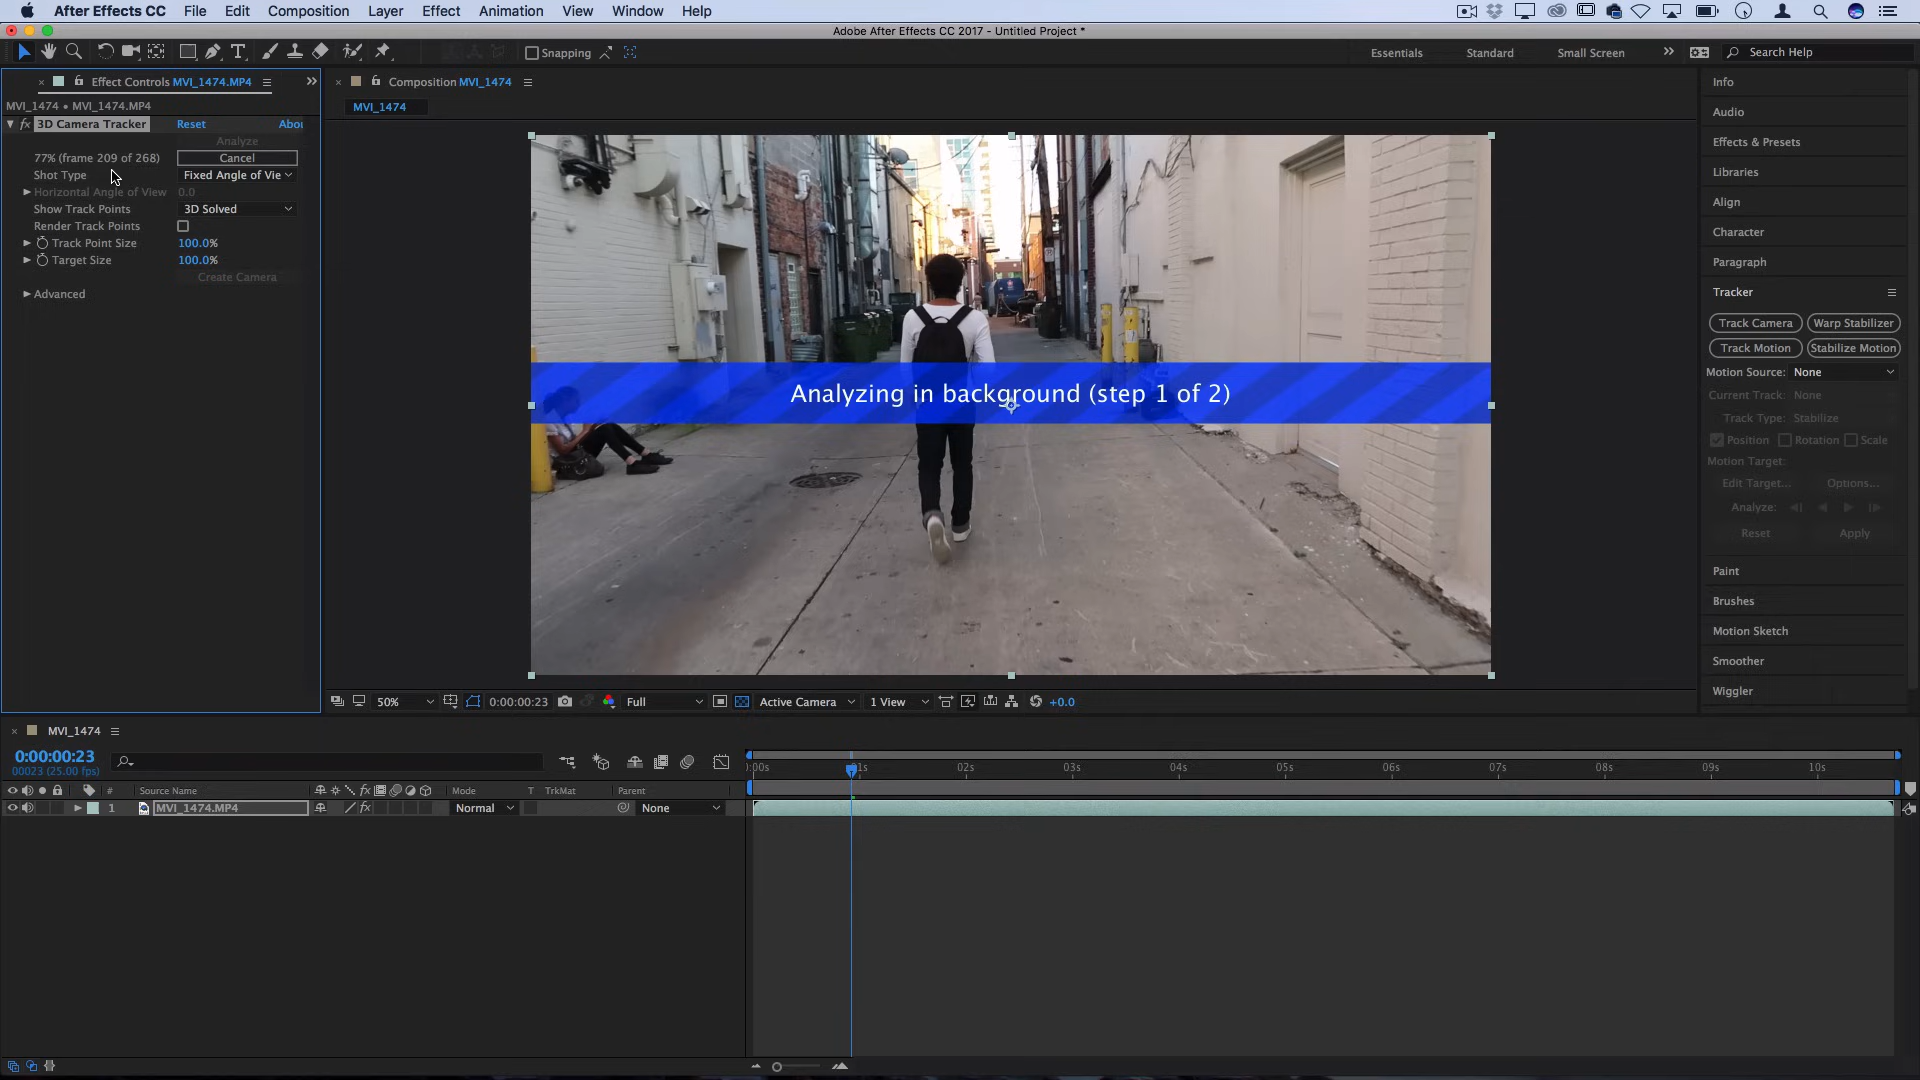 After Effects CC File Edit Composition Layer Effect Animation View Window Help
Adobe After Effects CC 2017 - Untitled Project *
Snapping Essentials Standard Small Screen Search Help
Effect Controls MVI_1474.MP4
MVI_1474 • MVI_1474.MP4
fx 3D Camera Tracker Reset Abou
Analyze
77% (frame 209 of 268) Cancel
Shot Type Fixed Angle of Vie
Horizontal Angle of View 0.0
Show Track Points 3D Solved
Render Track Points
Track Point Size 100.0%
Target Size 100.0%
Create Camera
Advanced
Composition MVI_1474
MVI_1474
Analyzing in background (step 1 of 2)
50% 0:00:00:23 Full Active Camera 1 View +0.0
Info
Audio
Effects & Presets
Libraries
Align
Character
Paragraph
Tracker
Track Camera Warp Stabilizer
Track Motion Stabilize Motion
Motion Source: None
Current Track: None
Track Type: Stabilize
Position Rotation Scale
Motion Target:
Edit Target... Options...
Analyze:
Reset Apply
Paint
Brushes
Motion Sketch
Smoother
Wiggler
MVI_1474
0:00:00:23
00023 (25.00 fps)
:00s 01s 02s 03s 04s 05s 06s 07s 08s 09s 10s
# Source Name fx Mode T TrkMat Parent
1 MVI_1474.MP4 fx Normal None